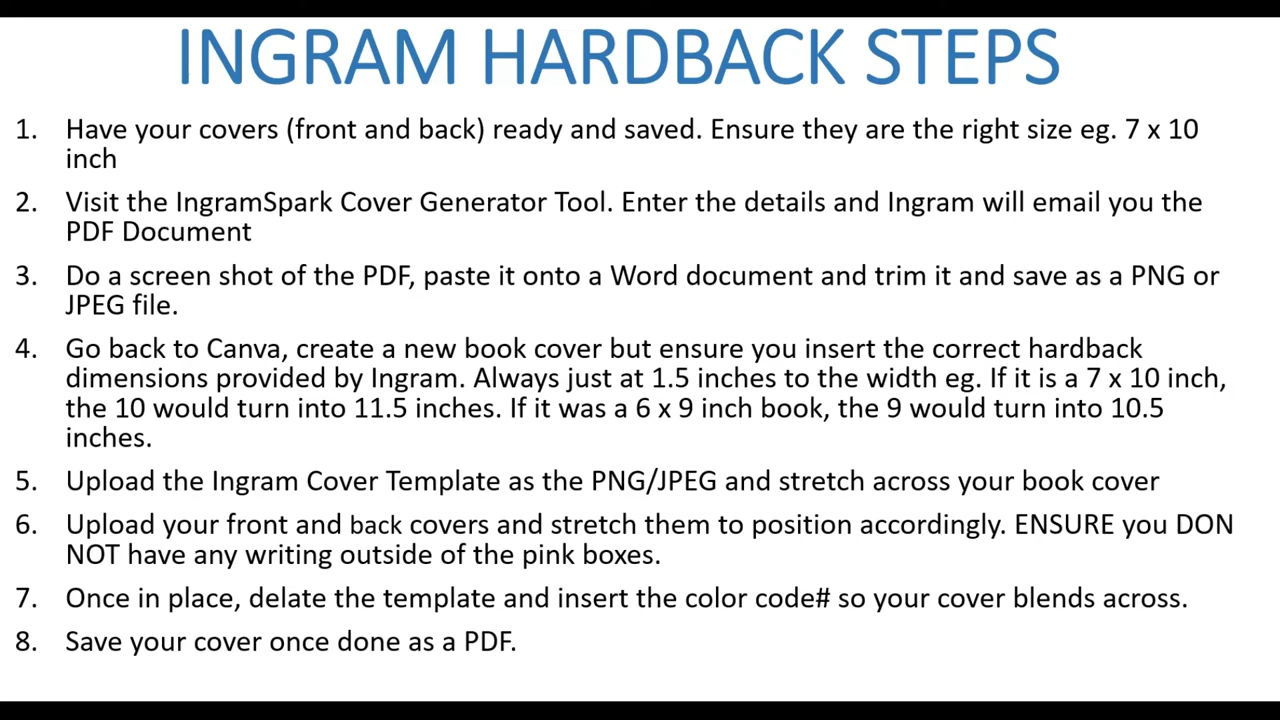 INGRAM HARDBACK STEPS
1. Have your covers (front and back) ready and saved. Ensure they are the right size eg. 7 x 10
inch
2. Visit the IngramSpark Cover Generator Tool. Enter the details and Ingram will email you the
PDF Document
3. Do a screen shot of the PDF, paste it onto a Word document and trim it and save as a PNG or
JPEG file.
4. Go back to Canva, create a new book cover but ensure you insert the correct hardback
dimensions provided by Ingram. Always just at 1.5 inches to the width eg. If it is a 7 x 10 inch,
the 10 would turn into 11.5 inches. If it was a 6 x 9 inch book, the 9 would turn into 10.5
inches.
5. Upload the Ingram Cover Template as the PNG/JPEG and stretch across your book cover
6. Upload your front and back covers and stretch them to position accordingly. ENSURE you DON
NOT have any writing outside of the pink boxes.
7. Once in place, delate the template and insert the color code# so your cover blends across.
8. Save your cover once done as a PDF.